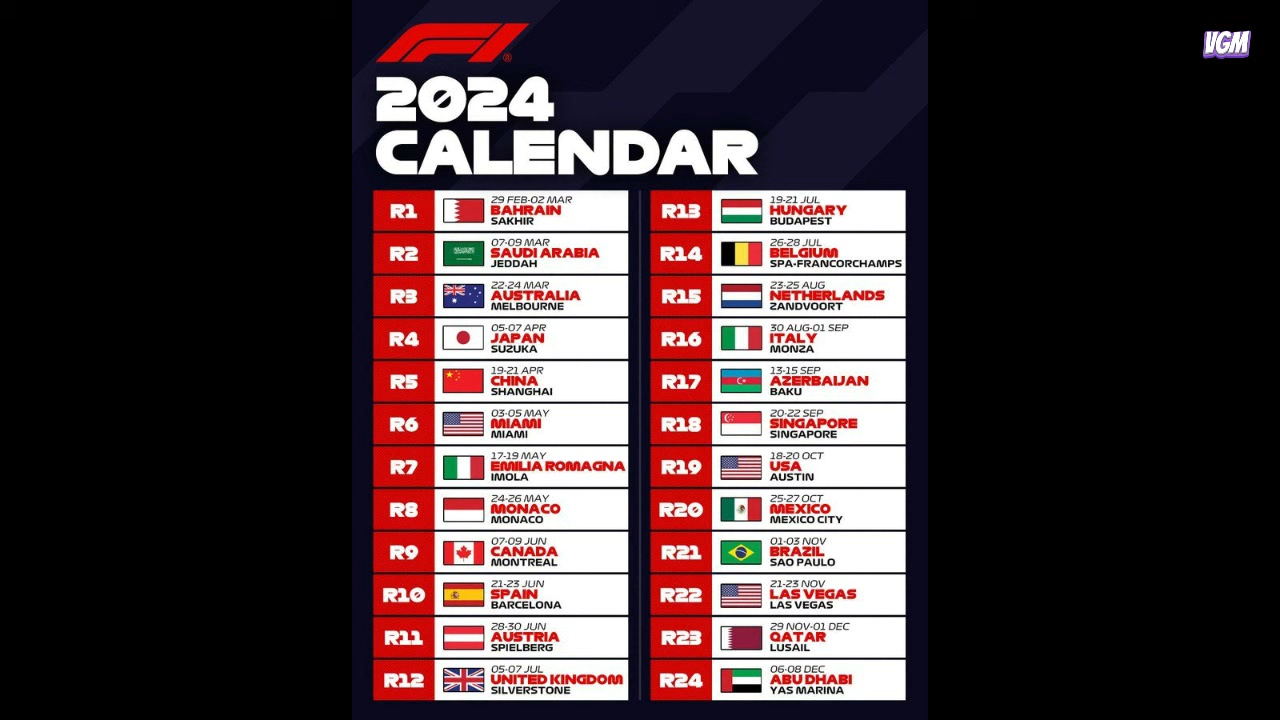 VGM
F1
2024
CALENDAR
R1
29 FEB-02 MAR
BAHRAIN
SAKHIR
R2
07-09 MAR
SAUDI ARABIA
JEDDAH
R3
22-24 MAR
AUSTRALIA
MELBOURNE
R4
05-07 APR
JAPAN
SUZUKA
R5
19-21 APR
CHINA
SHANGHAI
R6
03-05 MAY
MIAMI
MIAMI
R7
17-19 MAY
EMILIA ROMAGNA
IMOLA
R8
24-26 MAY
MONACO
MONACO
R9
07-09 JUN
CANADA
MONTREAL
R10
21-23 JUN
SPAIN
BARCELONA
R11
28-30 JUN
AUSTRIA
SPIELBERG
R12
05-07 JUL
UNITED KINGDOM
SILVERSTONE
R13
19-21 JUL
HUNGARY
BUDAPEST
R14
26-28 JUL
BELGIUM
SPA-FRANCORCHAMPS
R15
23-25 AUG
NETHERLANDS
ZANDVOORT
R16
30 AUG-01 SEP
ITALY
MONZA
R17
13-15 SEP
AZERBAIJAN
BAKU
R18
20-22 SEP
SINGAPORE
SINGAPORE
R19
18-20 OCT
USA
AUSTIN
R20
25-27 OCT
MEXICO
MEXICO CITY
R21
01-03 NOV
BRAZIL
SAO PAULO
R22
21-23 NOV
LAS VEGAS
LAS VEGAS
R23
29 NOV-01 DEC
QATAR
LUSAIL
R24
06-08 DEC
ABU DHABI
YAS MARINA